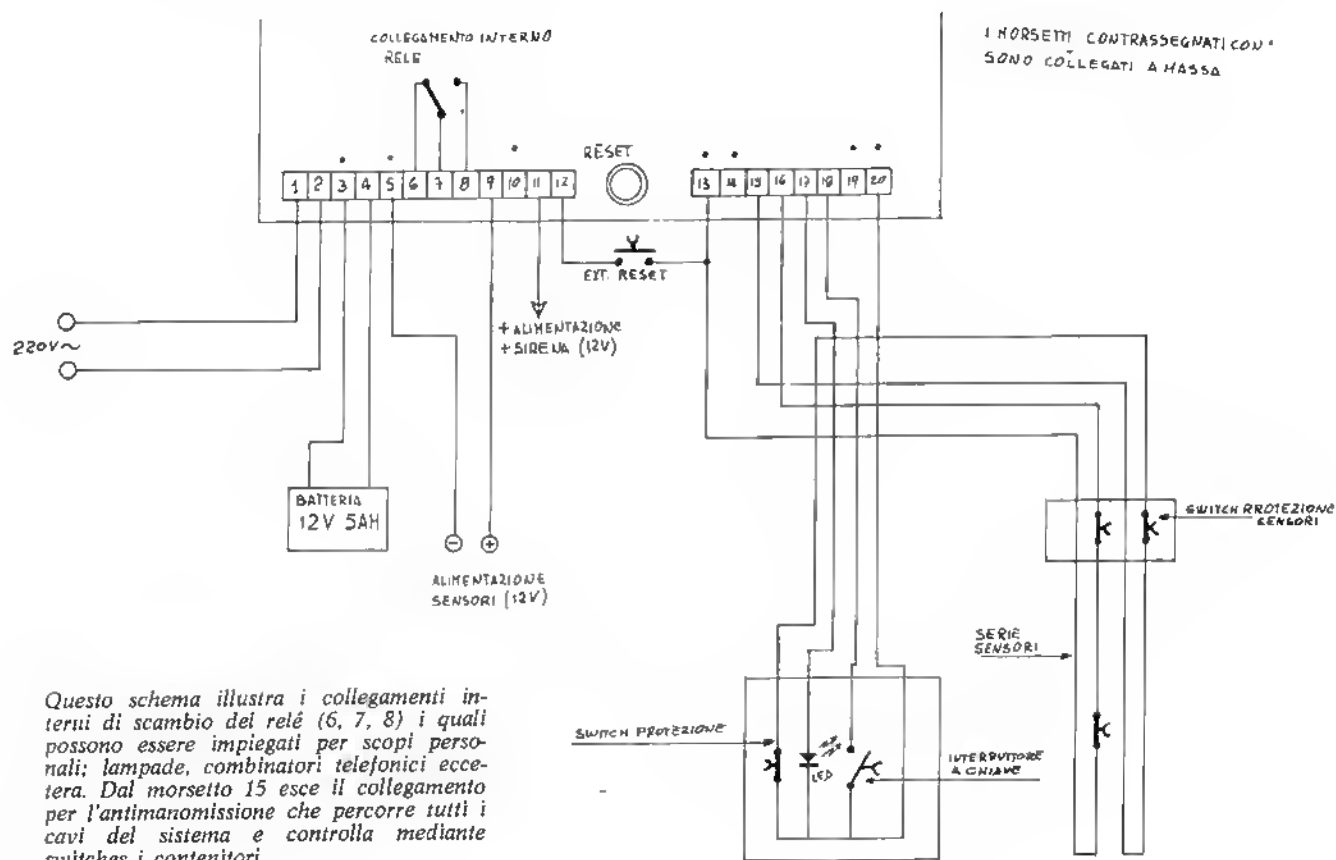 COLLEGAMENTO INTERNO
RELE
I MORSETTI CONTRASSEGNATI CON •
SONO COLLEGATI A MASSA
RESET
1 2 3 4 5 6 7 8 9 10 11 12
13 14 15 16 17 18 19 20
EXT. RESET
+ ALIMENTAZIONE
+ SIRENA (12V)
220V ~
BATTERIA
12V 5AH
- +
ALIMENTAZIONE
SENSORI (12V)
SWITCH PROTEZIONE
SENSORI
SERIE
SENSORI
SWITCH PROTEZIONE
LED
INTERRUTTORE
A CHIAVE
Questo schema illustra i collegamenti in-
terni di scambio del relé (6, 7, 8) i quali
possono essere impiegati per scopi perso-
nali; lampade, combinatori telefonici ecce-
tera. Dal morsetto 15 esce il collegamento
per l'antimanomissione che percorre tutti i
cavi del sistema e controlla mediante
switches i contenitori